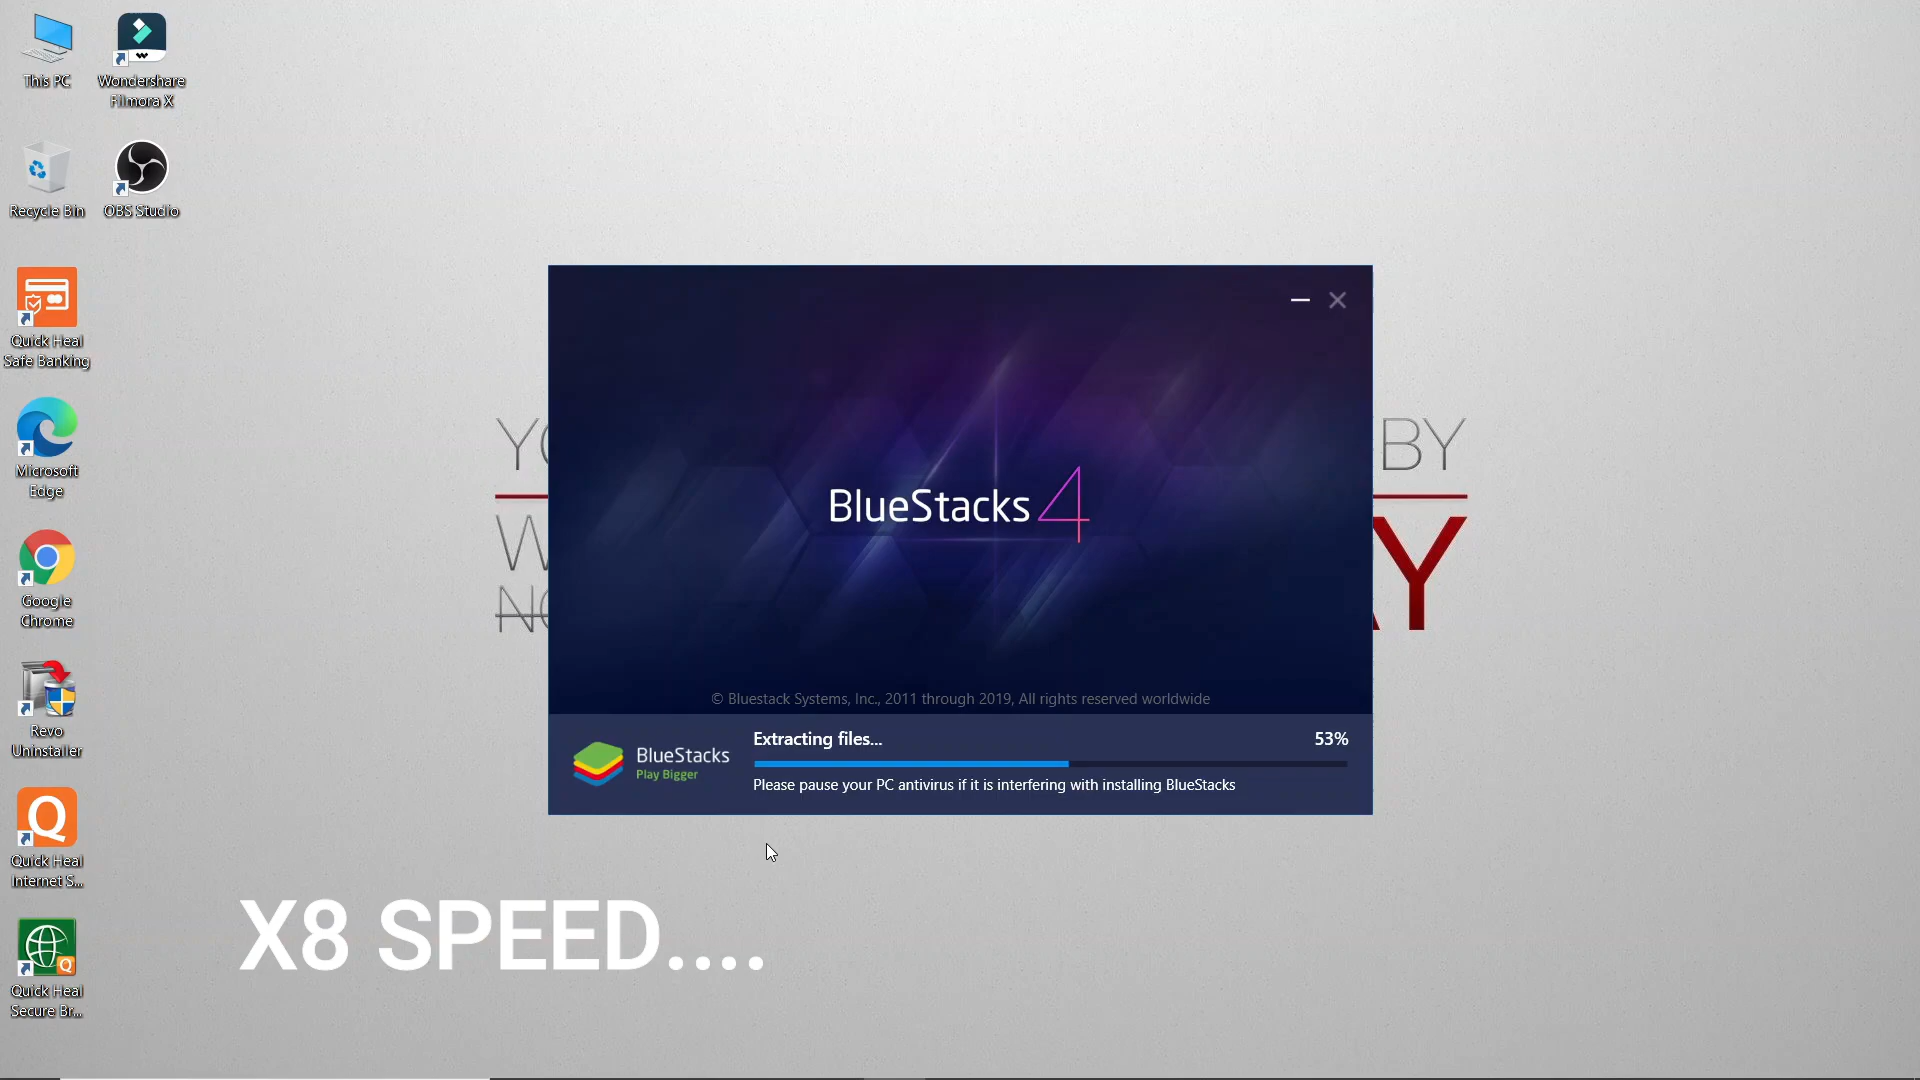 This PC
Wondershare
Filmora X
Recycle Bin
OBS Studio
Quick Heal
Safe Banking
Microsoft
Edge
Google
Chrome
Revo
Uninstaller
Quick Heal
Internet S...
Quick Heal
Secure Br...
BY
BlueStacks 4
© Bluestack Systems, Inc., 2011 through 2019, All rights reserved worldwide
BlueStacks
Play Bigger
Extracting files...
53%
Please pause your PC antivirus if it is interfering with installing BlueStacks
X8 SPEED....